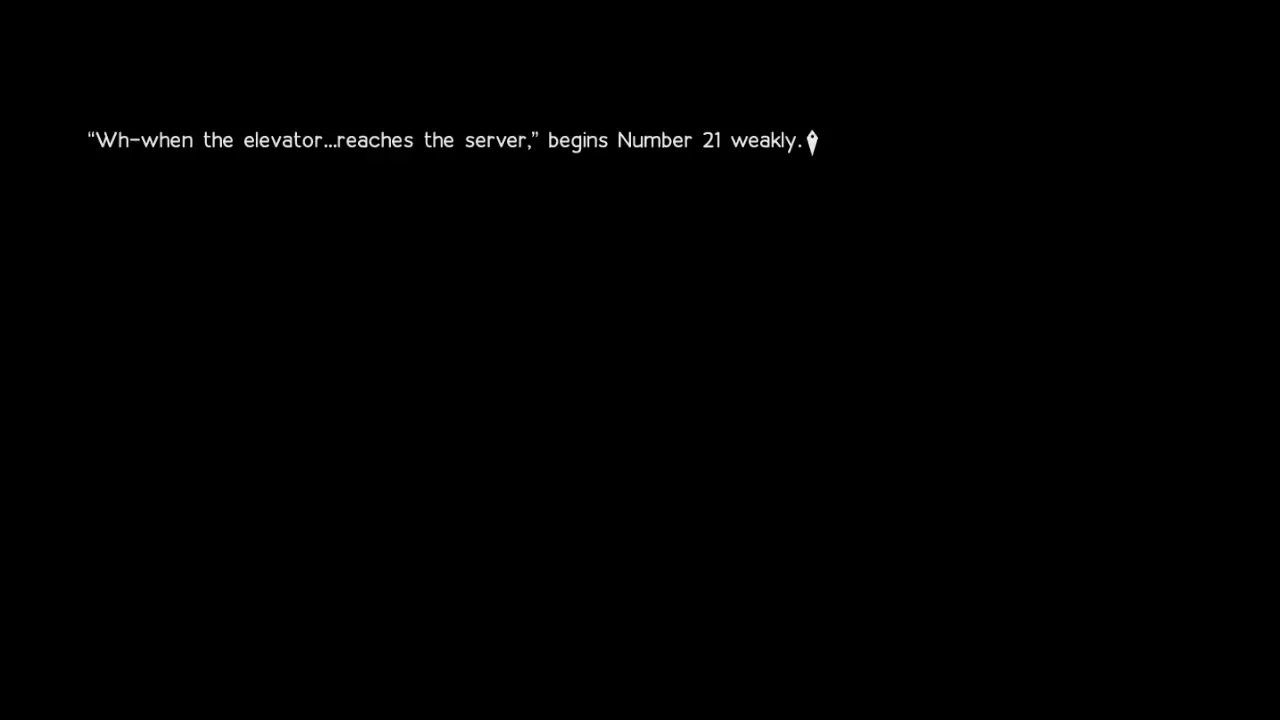 “Wh-when the elevator...reaches the server,” begins Number 21 weakly.